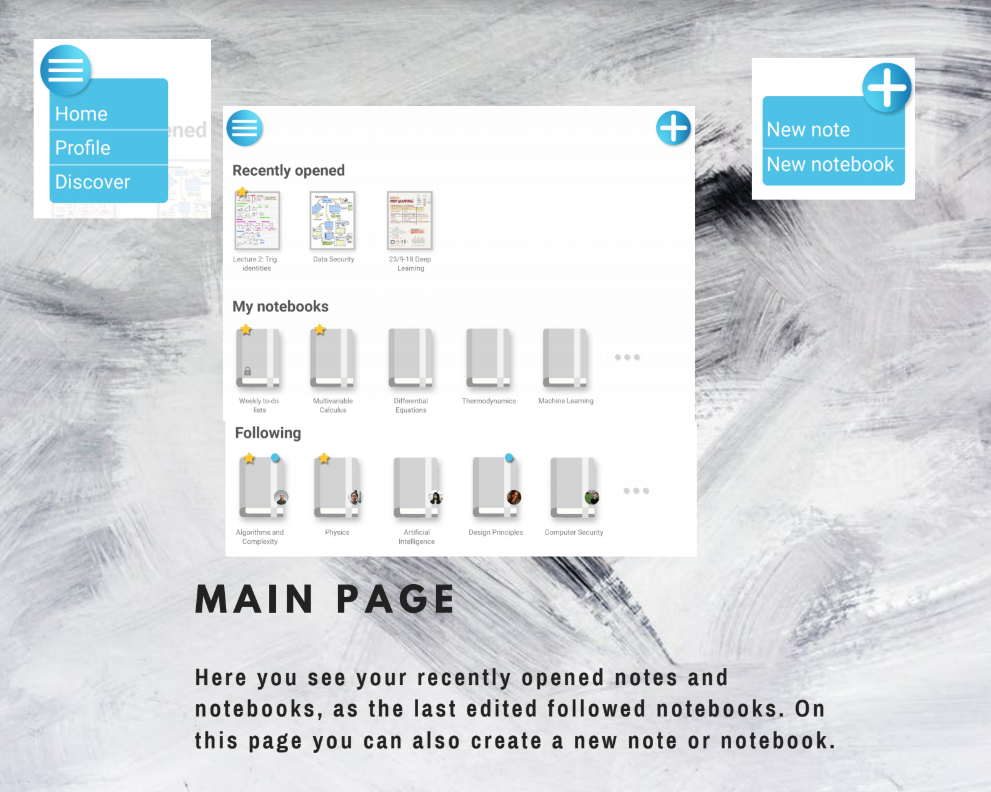 Home
Profile
Discover
ened
New note
New notebook
Recently opened
Lecture 2: Trig.
identities
Data Security
23/9-18 Deep
Learning
My notebooks
Weekly to-do
lists
Multivariable
Calculus
Differential
Equations
Thermodynamics
Machine Learning
Following
Algorithms and
Complexity
Physics
Artificial
Intelligence
Design Principles
Computer Security
MAIN PAGE
Here you see your recently opened notes and
notebooks, as the last edited followed notebooks. On
this page you can also create a new note or notebook.